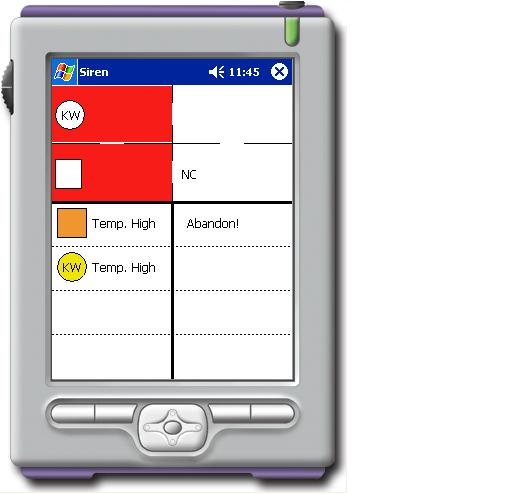 Siren 11:45
KW
NC
Temp. High Abandon!
KW Temp. High